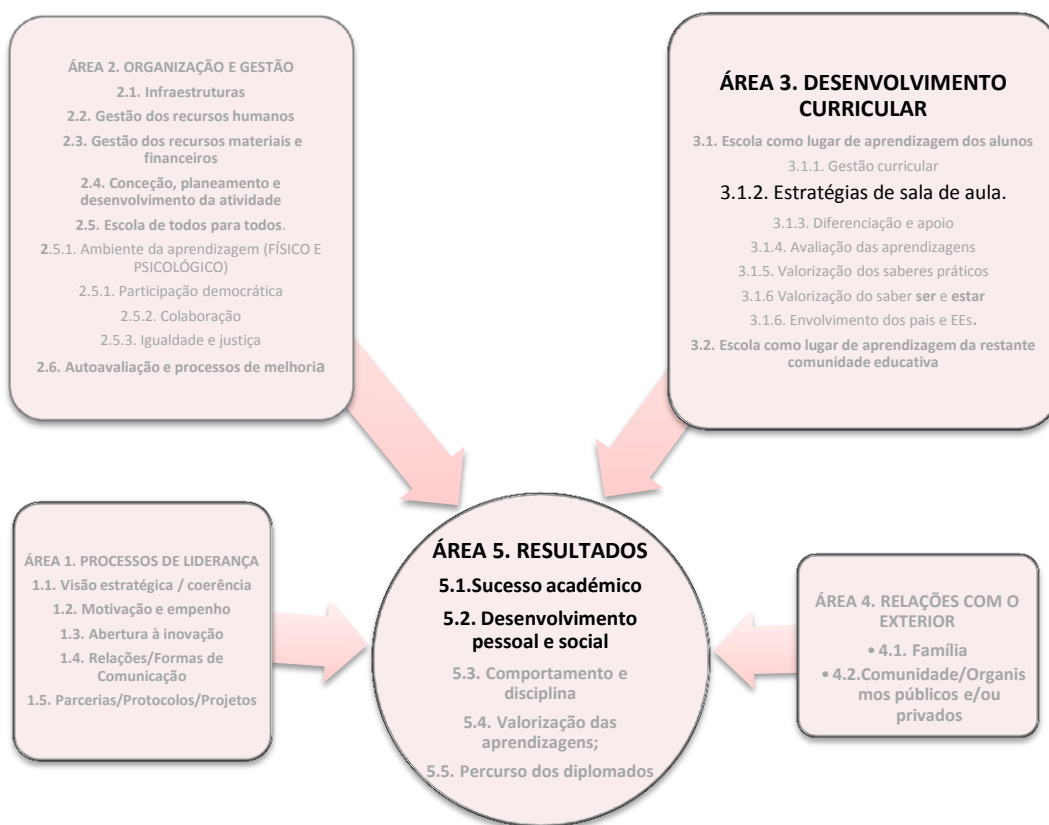 ÁREA 2. ORGANIZAÇÃO E GESTÃO
2.1. Infraestruturas
2.2. Gestão dos recursos humanos
2.3. Gestão dos recursos materiais e
financeiros
2.4. Conceção, planeamento e
desenvolvimento da atividade
2.5. Escola de todos para todos.
2.5.1. Ambiente da aprendizagem (FÍSICO E
PSICOLÓGICO)
2.5.1. Participação democrática
2.5.2. Colaboração
2.5.3. Igualdade e justiça
2.6. Autoavaliação e processos de melhoria
ÁREA 3. DESENVOLVIMENTO
CURRICULAR
3.1. Escola como lugar de aprendizagem dos alunos
3.1.1. Gestão curricular
3.1.2. Estratégias de sala de aula.
3.1.3. Diferenciação e apoio
3.1.4. Avaliação das aprendizagens
3.1.5. Valorização dos saberes práticos
3.1.6 Valorização do saber ser e estar
3.1.6. Envolvimento dos pais e EEs.
3.2. Escola como lugar de aprendizagem da restante
comunidade educativa
ÁREA 1. PROCESSOS DE LIDERANÇA
1.1. Visão estratégica / coerência
1.2. Motivação e empenho
1.3. Abertura à inovação
1.4. Relações/Formas de
Comunicação
1.5. Parcerias/Protocolos/Projetos
ÁREA 5. RESULTADOS
5.1.Sucesso académico
5.2. Desenvolvimento
pessoal e social
5.3. Comportamento e
disciplina
5.4. Valorização das
aprendizagens;
5.5. Percurso dos diplomados
ÁREA 4. RELAÇÕES COM O
EXTERIOR
• 4.1. Família
• 4.2.Comunidade/Organis
mos públicos e/ou
privados